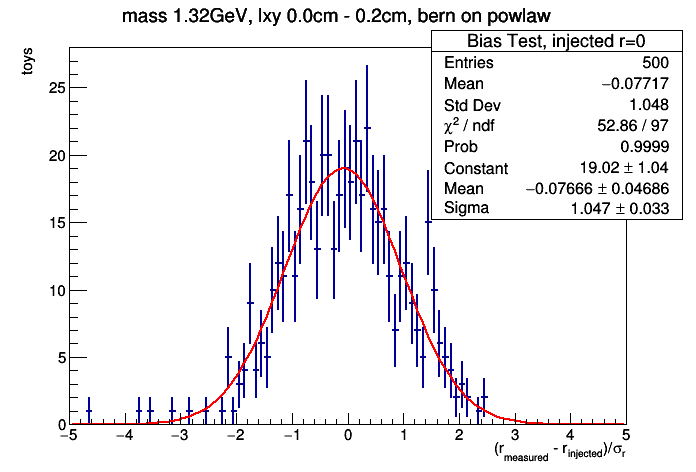 mass 1.32GeV, lxy 0.0cm - 0.2cm, bern on powlaw
toys
Bias Test, injected r=0
Entries 500
Mean −0.07717
Std Dev 1.048
χ² / ndf 52.86 / 97
Prob 0.9999
Constant 19.02 ± 1.04
Mean −0.07666 ± 0.04686
Sigma 1.047 ± 0.033
25
20
15
10
5
0
−5 −4 −3 −2 −1 0 1 2 3 4 5
(r_measured - r_injected)/σ_r